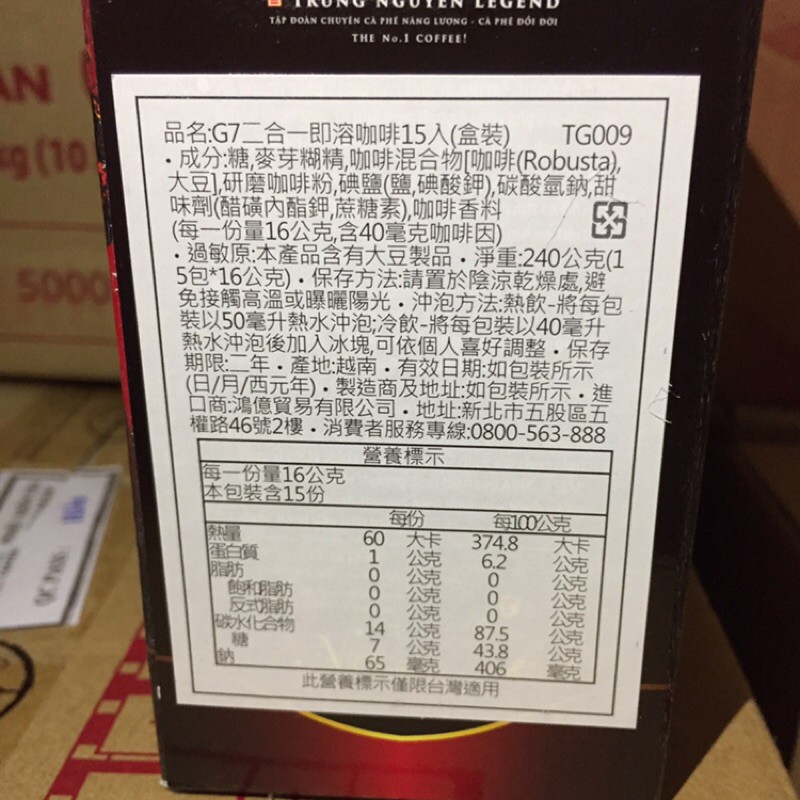 TRUNG NGUYÊN LEGEND
TẬP ĐOÀN CHUYÊN CÀ PHÊ NĂNG LƯỢNG - CÀ PHÊ ĐỔI ĐỜI
THE No.1 COFFEE!
品名:G7二合一即溶咖啡15入(盒裝) TG009
・成分:糖,麥芽糊精,咖啡混合物[咖啡(Robusta),
大豆],研磨咖啡粉,碘鹽(鹽,碘酸鉀),碳酸氫鈉,甜
味劑(醋磺內酯鉀,蔗糖素),咖啡香料
(每一份量16公克,含40毫克咖啡因)
・過敏原:本產品含有大豆製品・淨重:240公克(1
5包*16公克)・保存方法:請置於陰涼乾燥處,避
免接觸高溫或曝曬陽光・沖泡方法:熱飲-將每包
裝以50毫升熱水沖泡;冷飲-將每包裝以40毫升
熱水沖泡後加入冰塊,可依個人喜好調整・保存
期限:二年・產地:越南・有效日期:如包裝所示
(日/月/西元年)・製造商及地址:如包裝所示・進
口商:鴻億貿易有限公司・地址:新北市五股區五
權路46號2樓・消費者服務專線:0800-563-888
營養標示
每一份量16公克
本包裝含15份
每份 每100公克
熱量 60 大卡 374.8 大卡
蛋白質 1 公克 6.2 公克
脂肪 0 公克 0 公克
飽和脂肪 0 公克 0 公克
反式脂肪 0 公克 0 公克
碳水化合物 14 公克 87.5 公克
糖 7 公克 43.8 公克
鈉 65 毫克 406 毫克
此營養標示僅限台灣適用
AN
kg (10
5000